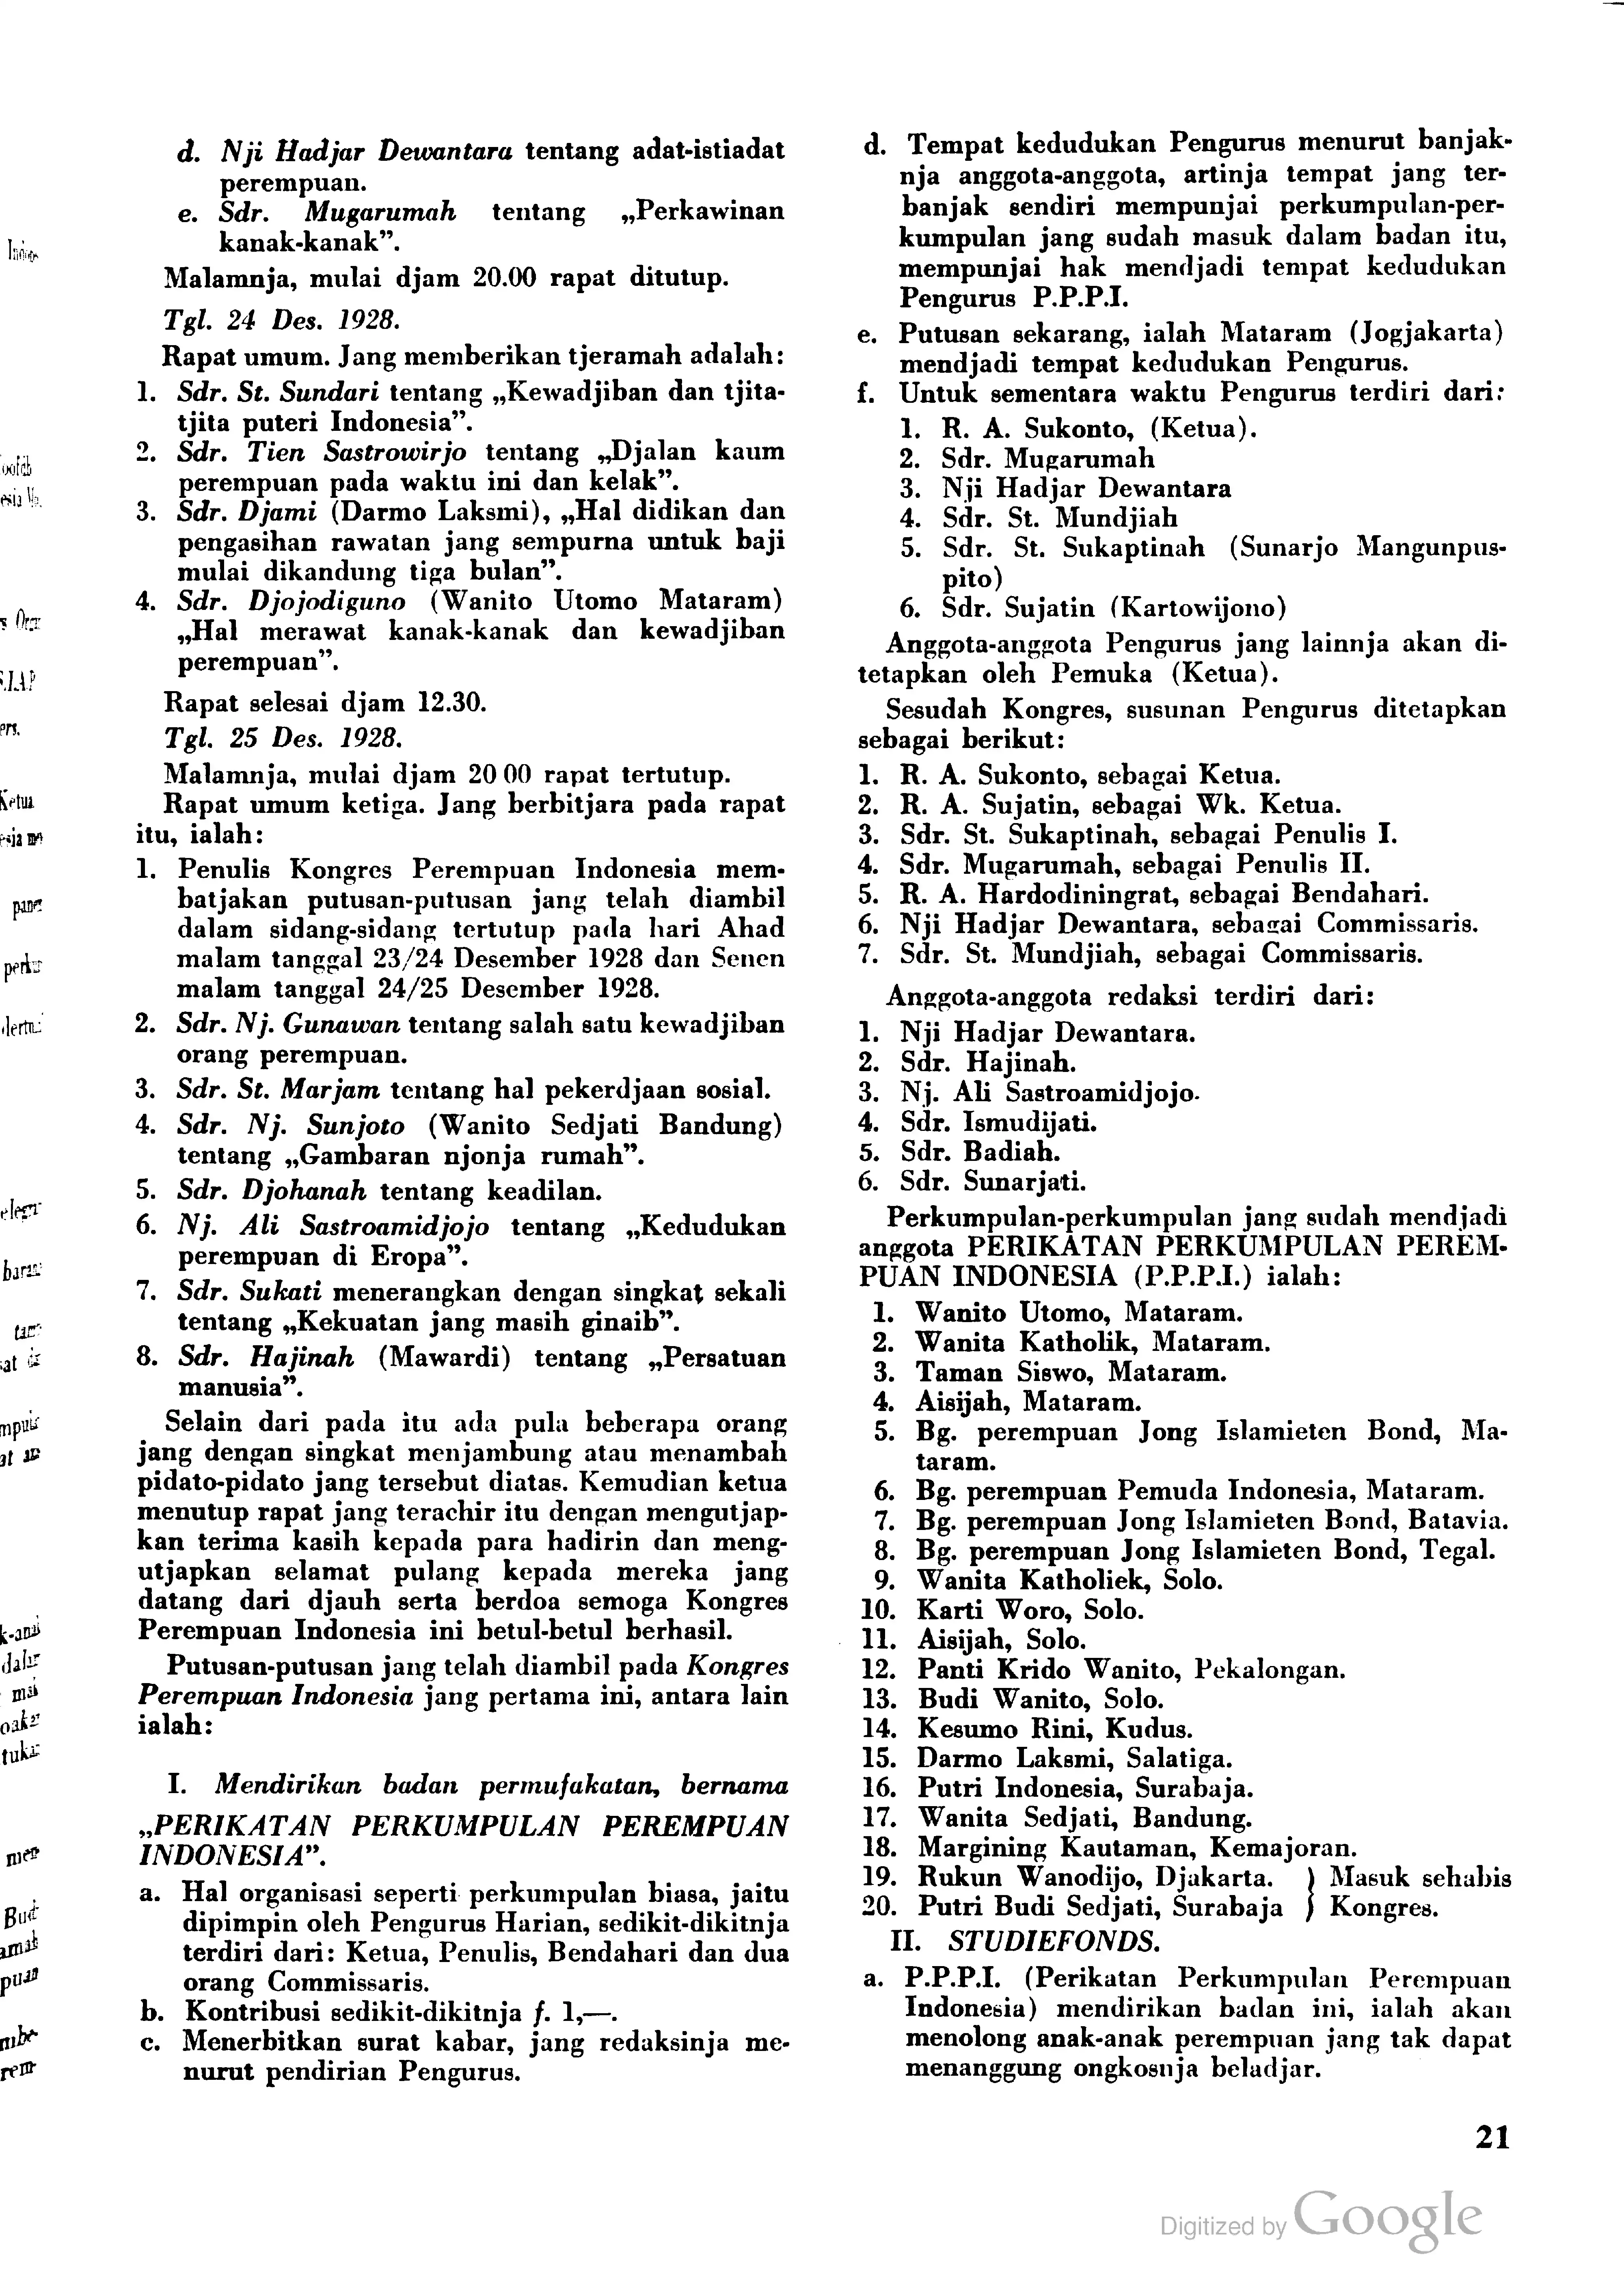 d. Nji Hadjar Dewantara tentang adat-istiadat
perempuan.
e. Sdr. Mugarumah tentang „Perkawinan
kanak-kanak”.
Malamnja, mulai djam 20.00 rapat ditutup.
Tgl. 24 Des. 1928.
Rapat umum. Jang memberikan tjeramah adalah:
1. Sdr. St. Sundari tentang „Kewadjiban dan tjita-
tjita puteri Indonesia”.
2. Sdr. Tien Sastrowirjo tentang „Djalan kaum
perempuan pada waktu ini dan kelak”.
3. Sdr. Djami (Darmo Laksmi), „Hal didikan dan
pengasihan rawatan jang sempurna untuk baji
mulai dikandung tiga bulan”.
4. Sdr. Djojodiguno (Wanito Utomo Mataram)
„Hal merawat kanak-kanak dan kewadjiban
perempuan”.
Rapat selesai djam 12.30.
Tgl. 25 Des. 1928.
Malamnja, mulai djam 20 00 rapat tertutup.
Rapat umum ketiga. Jang berbitjara pada rapat
itu, ialah:
1. Penulis Kongres Perempuan Indonesia mem-
batjakan putusan-putusan jang telah diambil
dalam sidang-sidang tertutup pada hari Ahad
malam tanggal 23/24 Desember 1928 dan Senen
malam tanggal 24/25 Desember 1928.
2. Sdr. Nj. Gunawan tentang salah satu kewadjiban
orang perempuan.
3. Sdr. St. Marjam tentang hal pekerdjaan sosial.
4. Sdr. Nj. Sunjoto (Wanito Sedjati Bandung)
tentang „Gambaran njonja rumah”.
5. Sdr. Djohanah tentang keadilan.
6. Nj. Ali Sastroamidjojo tentang „Kedudukan
perempuan di Eropa”.
7. Sdr. Sukati menerangkan dengan singkat sekali
tentang „Kekuatan jang masih ginaib”.
8. Sdr. Hajinah (Mawardi) tentang „Persatuan
manusia”.
Selain dari pada itu ada pula beberapa orang
jang dengan singkat menjambung atau menambah
pidato-pidato jang tersebut diatas. Kemudian ketua
menutup rapat jang terachir itu dengan mengutjap-
kan terima kasih kepada para hadirin dan meng-
utjapkan selamat pulang kepada mereka jang
datang dari djauh serta berdoa semoga Kongres
Perempuan Indonesia ini betul-betul berhasil.
Putusan-putusan jang telah diambil pada Kongres
Perempuan Indonesia jang pertama ini, antara lain
ialah:
I. Mendirikan badan permufakatan, bernama
„PERIKATAN PERKUMPULAN PEREMPUAN
INDONESIA”.
a. Hal organisasi seperti perkumpulan biasa, jaitu
dipimpin oleh Pengurus Harian, sedikit-dikitnja
terdiri dari: Ketua, Penulis, Bendahari dan dua
orang Commissaris.
b. Kontribusi sedikit-dikitnja f. 1,—.
c. Menerbitkan surat kabar, jang redaksinja me-
nurut pendirian Pengurus.
d. Tempat kedudukan Pengurus menurut banjak-
nja anggota-anggota, artinja tempat jang ter-
banjak sendiri mempunjai perkumpulan-per-
kumpulan jang sudah masuk dalam badan itu,
mempunjai hak mendjadi tempat kedudukan
Pengurus P.P.P.I.
e. Putusan sekarang, ialah Mataram (Jogjakarta)
mendjadi tempat kedudukan Pengurus.
f. Untuk sementara waktu Pengurus terdiri dari:
1. R. A. Sukonto, (Ketua).
2. Sdr. Mugarumah
3. Nji Hadjar Dewantara
4. Sdr. St. Mundjiah
5. Sdr. St. Sukaptinah (Sunarjo Mangunpus-
pito)
6. Sdr. Sujatin (Kartowijono)
Anggota-anggota Pengurus jang lainnja akan di-
tetapkan oleh Pemuka (Ketua).
Sesudah Kongres, susunan Pengurus ditetapkan
sebagai berikut:
1. R. A. Sukonto, sebagai Ketua.
2. R. A. Sujatin, sebagai Wk. Ketua.
3. Sdr. St. Sukaptinah, sebagai Penulis I.
4. Sdr. Mugarumah, sebagai Penulis II.
5. R. A. Hardodiningrat, sebagai Bendahari.
6. Nji Hadjar Dewantara, sebagai Commissaris.
7. Sdr. St. Mundjiah, sebagai Commissaris.
Anggota-anggota redaksi terdiri dari:
1. Nji Hadjar Dewantara.
2. Sdr. Hajinah.
3. Nj. Ali Sastroamidjojo.
4. Sdr. Ismudijati.
5. Sdr. Badiah.
6. Sdr. Sunarjati.
Perkumpulan-perkumpulan jang sudah mendjadi
anggota PERIKATAN PERKUMPULAN PEREM-
PUAN INDONESIA (P.P.P.I.) ialah:
1. Wanito Utomo, Mataram.
2. Wanita Katholik, Mataram.
3. Taman Siswo, Mataram.
4. Aisijah, Mataram.
5. Bg. perempuan Jong Islamieten Bond, Ma-
taram.
6. Bg. perempuan Pemuda Indonesia, Mataram.
7. Bg. perempuan Jong Islamieten Bond, Batavia.
8. Bg. perempuan Jong Islamieten Bond, Tegal.
9. Wanita Katholiek, Solo.
10. Karti Woro, Solo.
11. Aisijah, Solo.
12. Panti Krido Wanito, Pekalongan.
13. Budi Wanito, Solo.
14. Kesumo Rini, Kudus.
15. Darmo Laksmi, Salatiga.
16. Putri Indonesia, Surabaja.
17. Wanita Sedjati, Bandung.
18. Margining Kautaman, Kemajoran.
19. Rukun Wanodijo, Djakarta. ) Masuk sehabis
20. Putri Budi Sedjati, Surabaja ) Kongres.
II. STUDIEFONDS.
a. P.P.P.I. (Perikatan Perkumpulan Perempuan
Indonesia) mendirikan badan ini, ialah akan
menolong anak-anak perempuan jang tak dapat
menanggung ongkosnja beladjar.
21
Digitized by Google